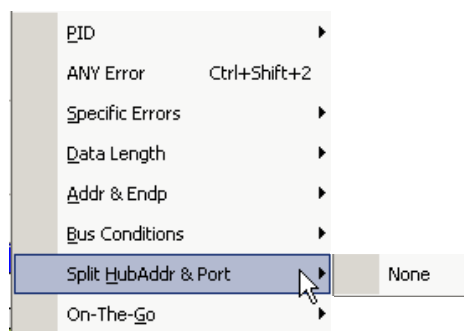 PID
ANY Error Ctrl+Shift+2
Specific Errors
Data Length
Addr & Endp
Bus Conditions
Split HubAddr & Port None
On-The-Go